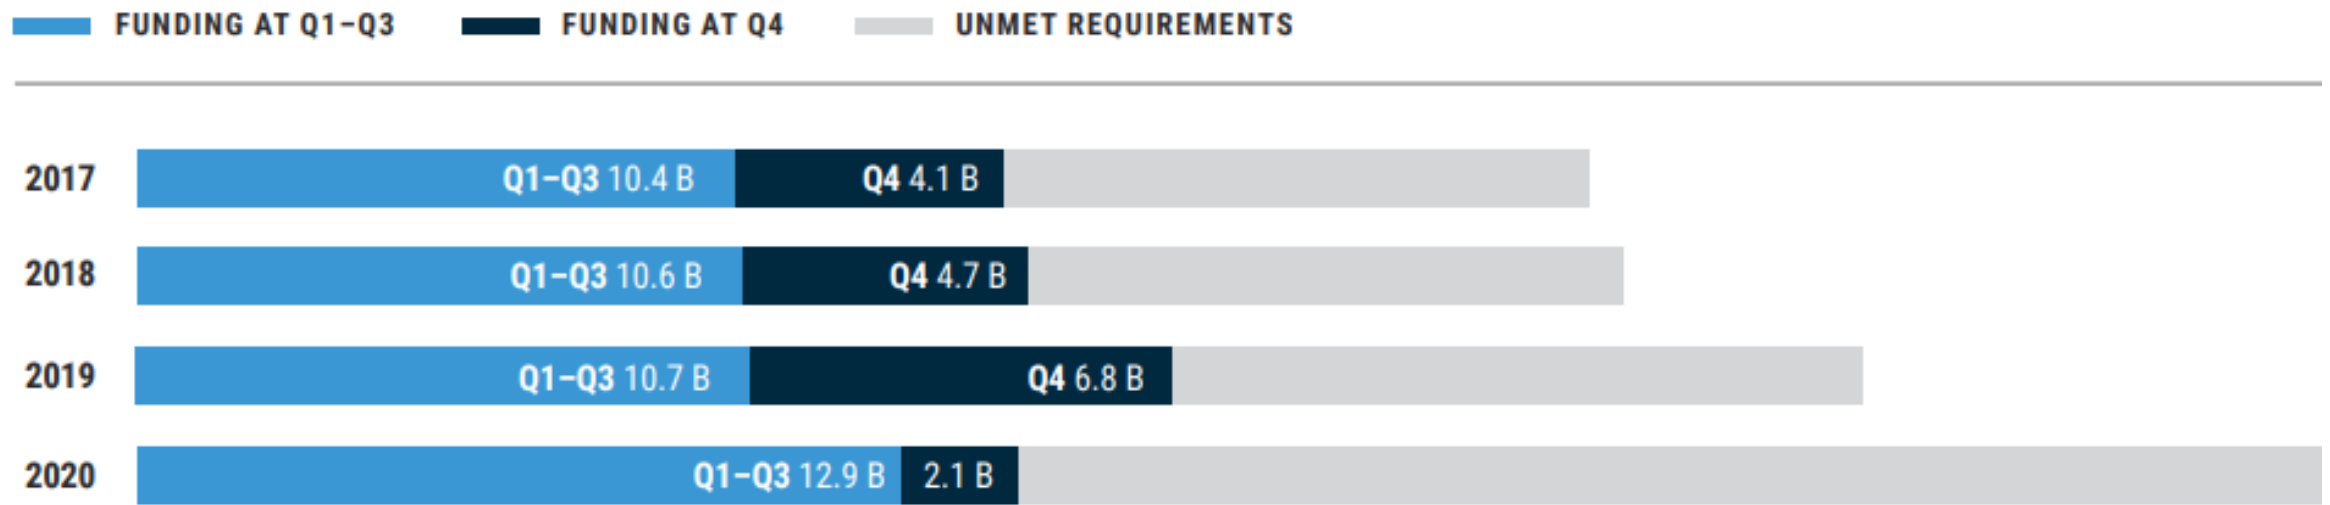 FUNDING AT Q1–Q3 FUNDING AT Q4 UNMET REQUIREMENTS
2017 Q1–Q3 10.4 B Q4 4.1 B
2018 Q1–Q3 10.6 B Q4 4.7 B
2019 Q1–Q3 10.7 B Q4 6.8 B
2020 Q1–Q3 12.9 B 2.1 B